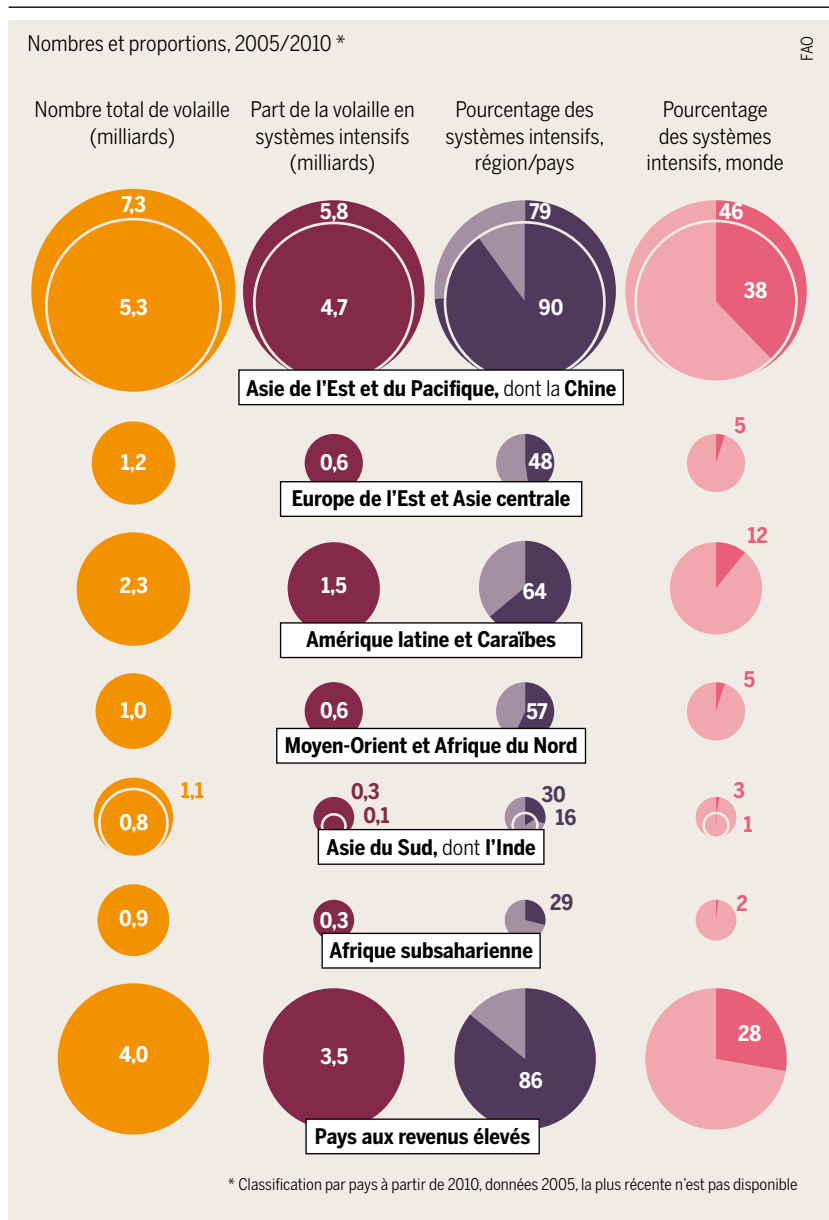 Nombres et proportions, 2005/2010 *
FAO
Nombre total de volaille
(milliards)
Part de la volaille en
systèmes intensifs
(milliards)
Pourcentage des
systèmes intensifs,
région/pays
Pourcentage
des systèmes
intensifs, monde
7,3 5,8 79 46
5,3 4,7 90 38
Asie de l'Est et du Pacifique, dont la Chine
5
1,2 0,6 48
Europe de l'Est et Asie centrale
12
2,3 1,5 64
Amérique latine et Caraïbes
5
1,0 0,6 57
Moyen-Orient et Afrique du Nord
1,1 0,3 30 3
0,8 0,1 16 1
Asie du Sud, dont l'Inde
29 2
0,9 0,3
Afrique subsaharienne
28
4,0 3,5 86
Pays aux revenus élevés
* Classification par pays à partir de 2010, données 2005, la plus récente n'est pas disponible